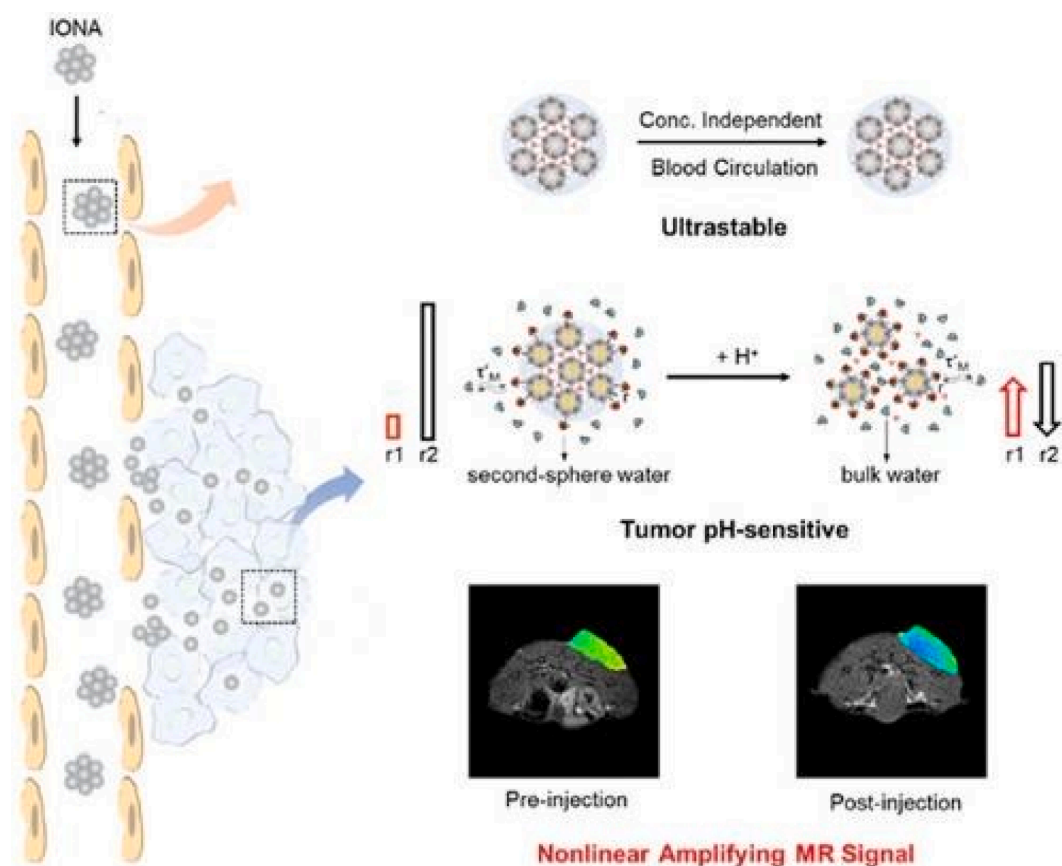 IONA
Conc. Independent
Blood Circulation
Ultrastable
+ H⁺
τ'M
r
τ'M
r
r1
r2
r1
r2
second-sphere water
bulk water
Tumor pH-sensitive
Pre-injection
Post-injection
Nonlinear Amplifying MR Signal